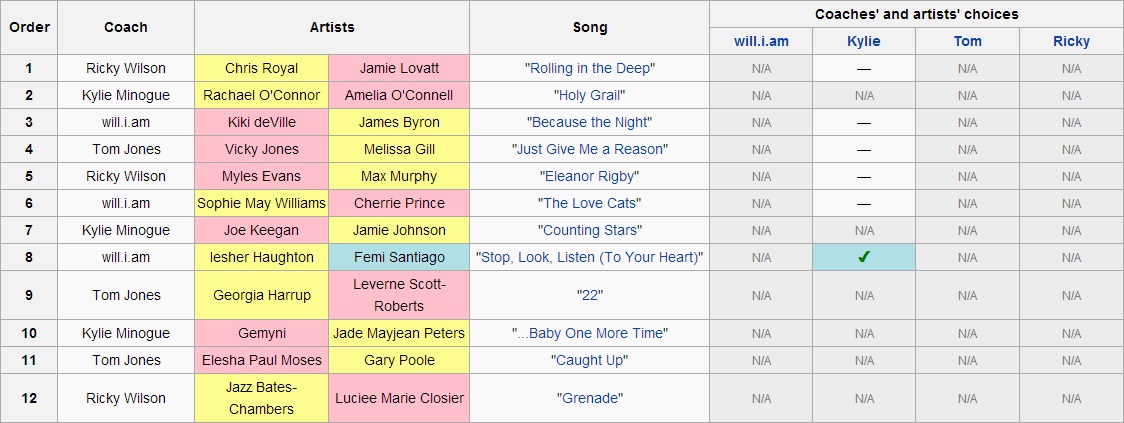 Order Coach Artists Song Coaches' and artists' choices
will.i.am Kylie Tom Ricky
1 Ricky Wilson Chris Royal Jamie Lovatt "Rolling in the Deep" N/A — N/A N/A
2 Kylie Minogue Rachael O'Connor Amelia O'Connell "Holy Grail" N/A N/A N/A N/A
3 will.i.am Kiki deVille James Byron "Because the Night" N/A — N/A N/A
4 Tom Jones Vicky Jones Melissa Gill "Just Give Me a Reason" N/A — N/A N/A
5 Ricky Wilson Myles Evans Max Murphy "Eleanor Rigby" N/A — N/A N/A
6 will.i.am Sophie May Williams Cherrie Prince "The Love Cats" N/A — N/A N/A
7 Kylie Minogue Joe Keegan Jamie Johnson "Counting Stars" N/A N/A N/A N/A
8 will.i.am Iesher Haughton Femi Santiago "Stop, Look, Listen (To Your Heart)" N/A ✔ N/A N/A
9 Tom Jones Georgia Harrup Leverne Scott-
Roberts "22" N/A N/A N/A N/A
10 Kylie Minogue Gemyni Jade Mayjean Peters "...Baby One More Time" N/A N/A N/A N/A
11 Tom Jones Elesha Paul Moses Gary Poole "Caught Up" N/A N/A N/A N/A
12 Ricky Wilson Jazz Bates-
Chambers Luciee Marie Closier "Grenade" N/A N/A N/A N/A